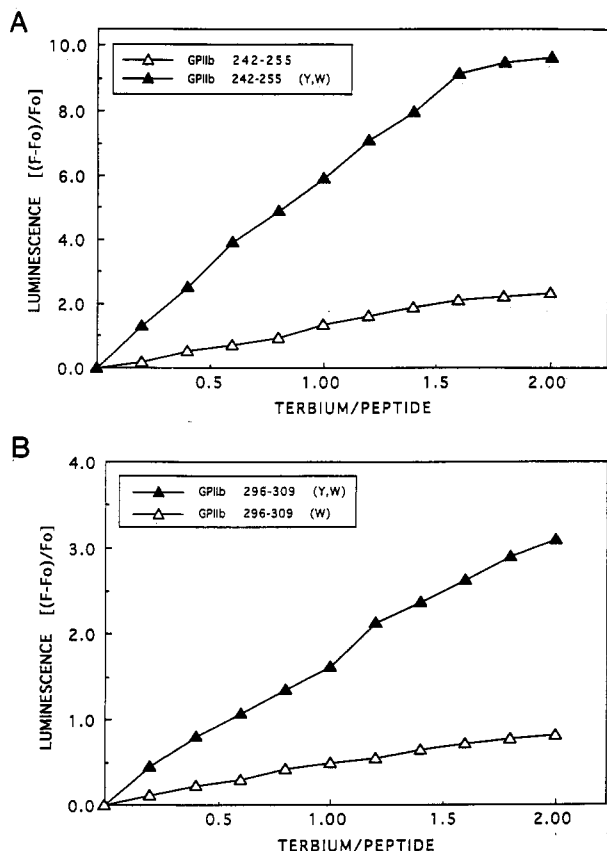 A
GPIIb 242-255
GPIIb 242-255 (Y,W)
LUMINESCENCE [(F-Fo)/Fo]
10.0
8.0
6.0
4.0
2.0
0.0
0.5 1.00 1.5 2.00
TERBIUM/PEPTIDE
B
GPIIb 296-309 (Y,W)
GPIIb 296-309 (W)
LUMINESCENCE [(F-Fo)/Fo]
4.0
3.0
2.0
1.0
0.0
0.5 1.00 1.5 2.00
TERBIUM/PEPTIDE